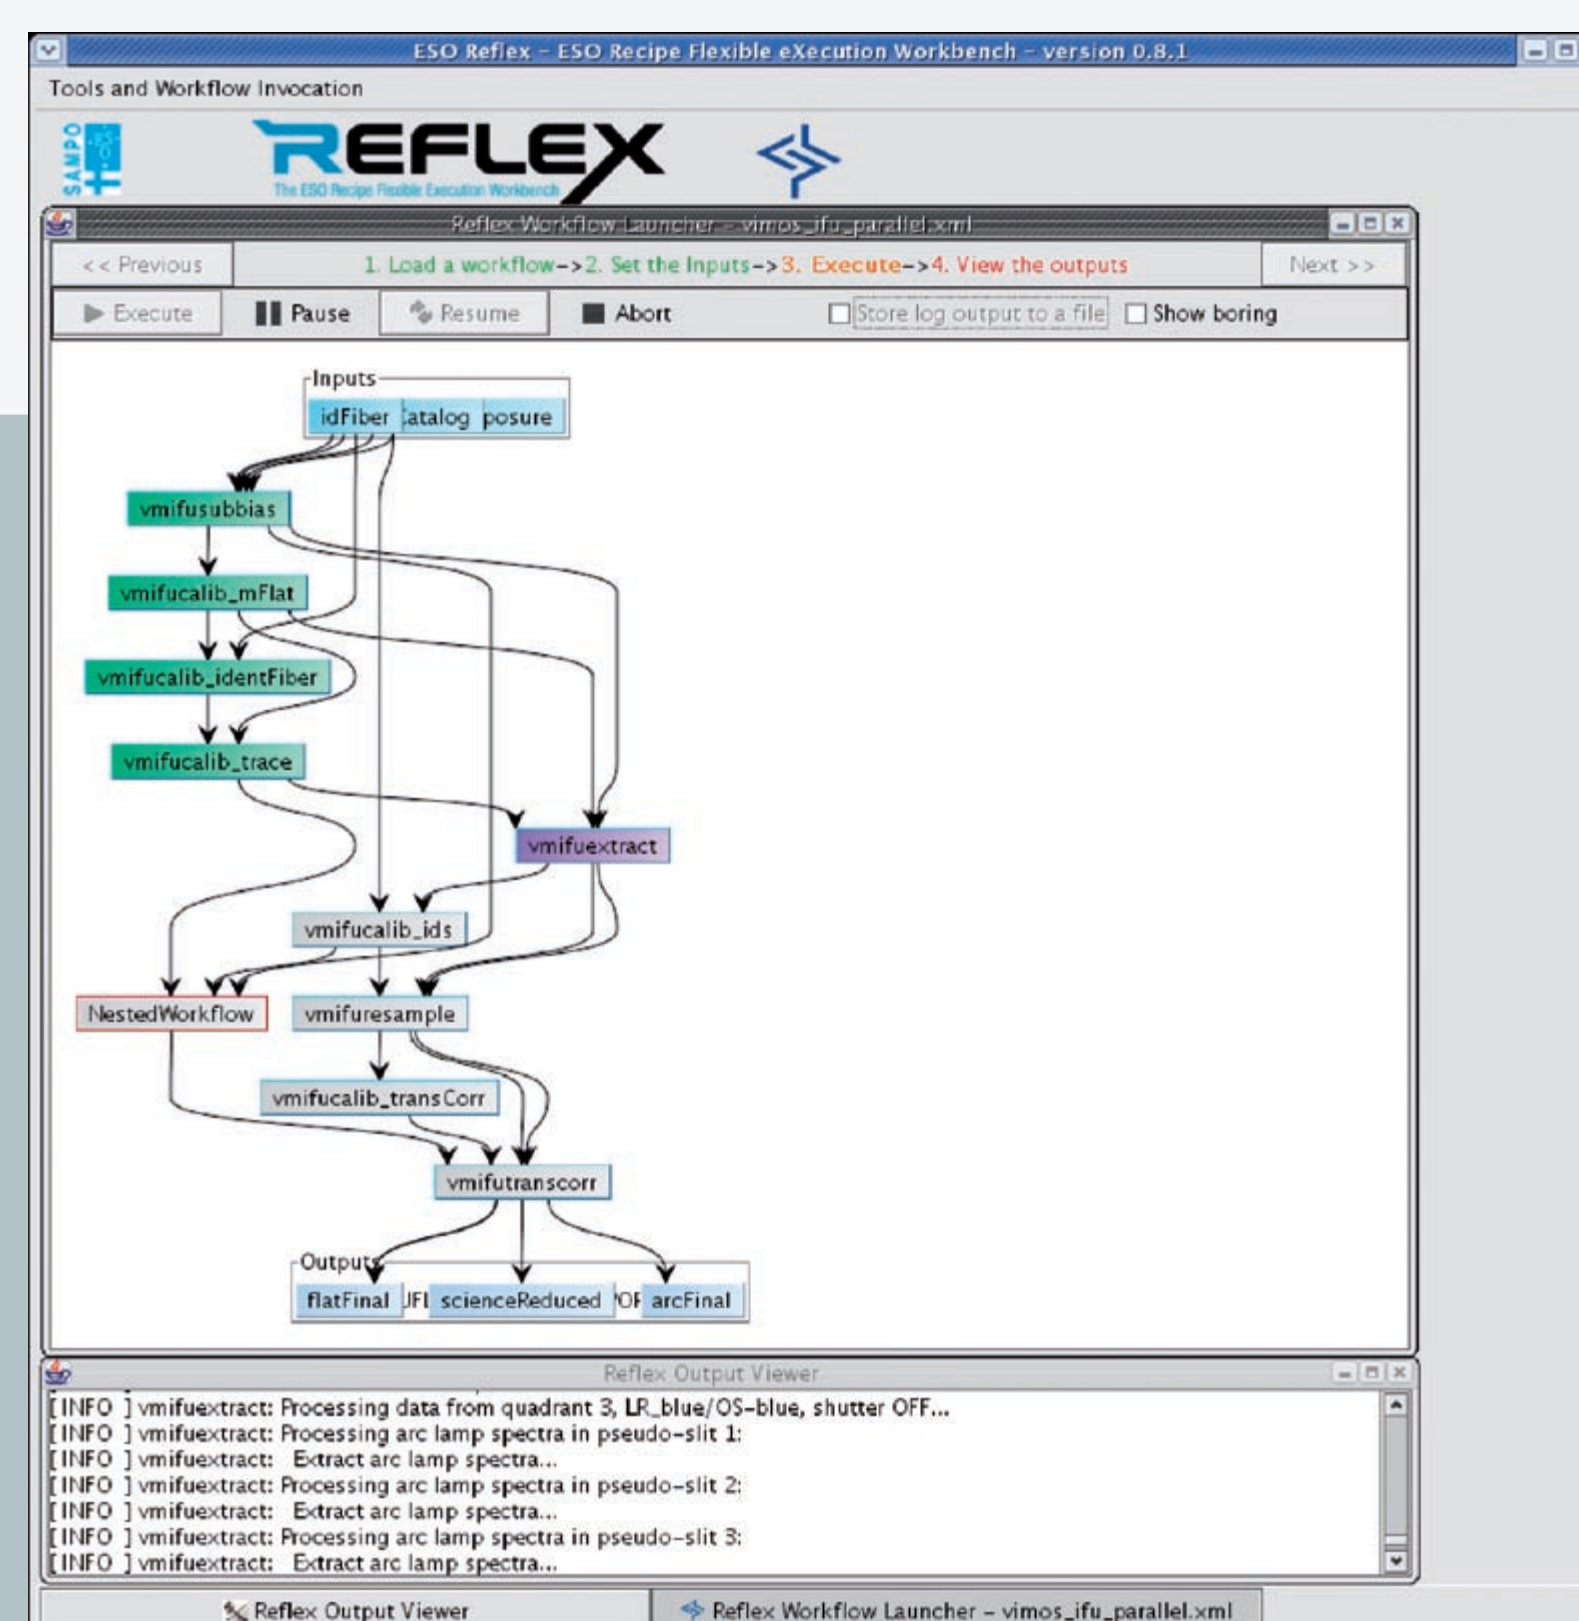 ESO Reflex - ESO Recipe Flexible eXecution Workbench - version 0.8.1
Tools and Workflow Invocation
SAMPO
REFLEX
The ESO Recipe Flexible Execution Workbench
Reflex Workflow Launcher - vimos_ifu_parallel.xml
<< Previous 1. Load a workflow->2. Set the Inputs->3. Execute->4. View the outputs Next >>
Execute Pause Resume Abort Store log output to a file Show boring
Inputs
idFiber atalog posure
vmifusubbias
vmifucalib_mFlat
vmifucalib_identFiber
vmifucalib_trace
vmifuextract
vmifucalib_ids
NestedWorkflow vmifuresample
vmifucalib_transCorr
vmifutranscorr
Outputs
flatFinal scienceReduced arcFinal
Reflex Output Viewer
[INFO ] vmifuextract: Processing data from quadrant 3, LR_blue/OS-blue, shutter OFF...
[INFO ] vmifuextract: Processing arc lamp spectra in pseudo-slit 1:
[INFO ] vmifuextract: Extract arc lamp spectra...
[INFO ] vmifuextract: Processing arc lamp spectra in pseudo-slit 2:
[INFO ] vmifuextract: Extract arc lamp spectra...
[INFO ] vmifuextract: Processing arc lamp spectra in pseudo-slit 3:
[INFO ] vmifuextract: Extract arc lamp spectra...
Reflex Output Viewer Reflex Workflow Launcher - vimos_ifu_parallel.xml